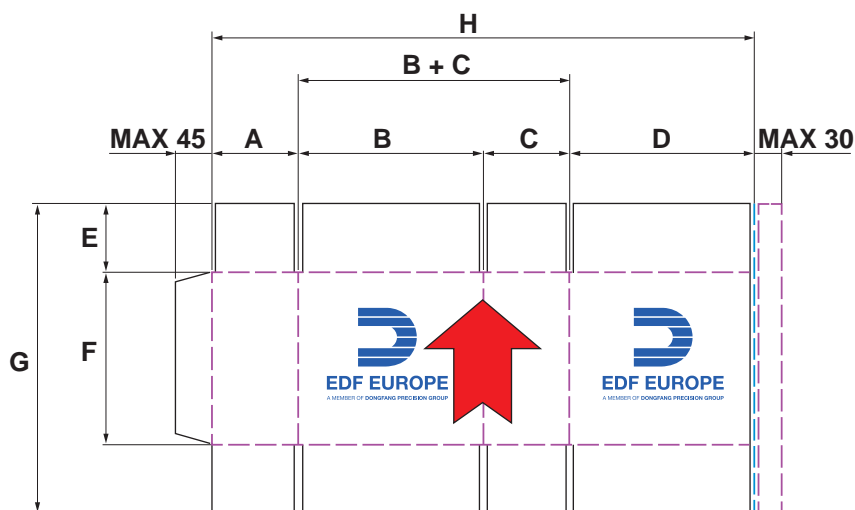 H
B + C
MAX 45
A
B
C
D
MAX 30
E
F
G
EDF EUROPE
A MEMBER OF DONGFANG PRECISION GROUP
EDF EUROPE
A MEMBER OF DONGFANG PRECISION GROUP